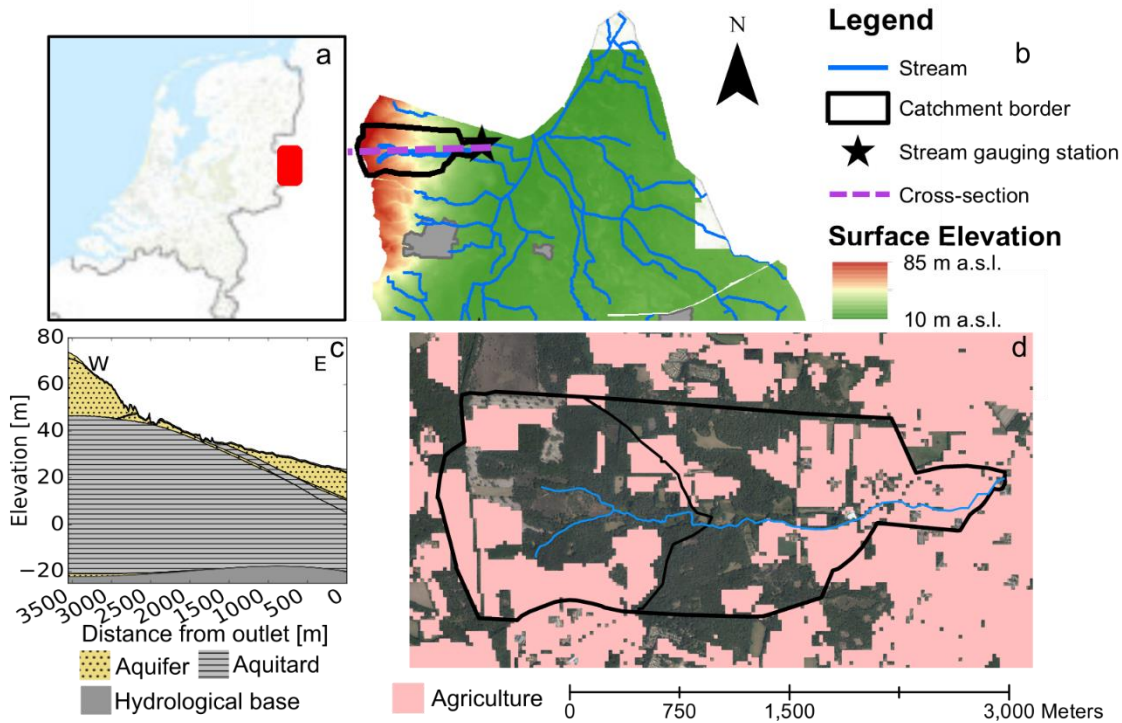 a
N
Legend
b
Stream
Catchment border
Stream gauging station
Cross-section
Surface Elevation
85 m a.s.l.
10 m a.s.l.
c
W
E
80
60
40
20
0
−20
Elevation [m]
3500
3000
2500
2000
1500
1000
500
0
Distance from outlet [m]
Aquifer
Aquitard
Hydrological base
d
Agriculture
0
750
1,500
3,000 Meters